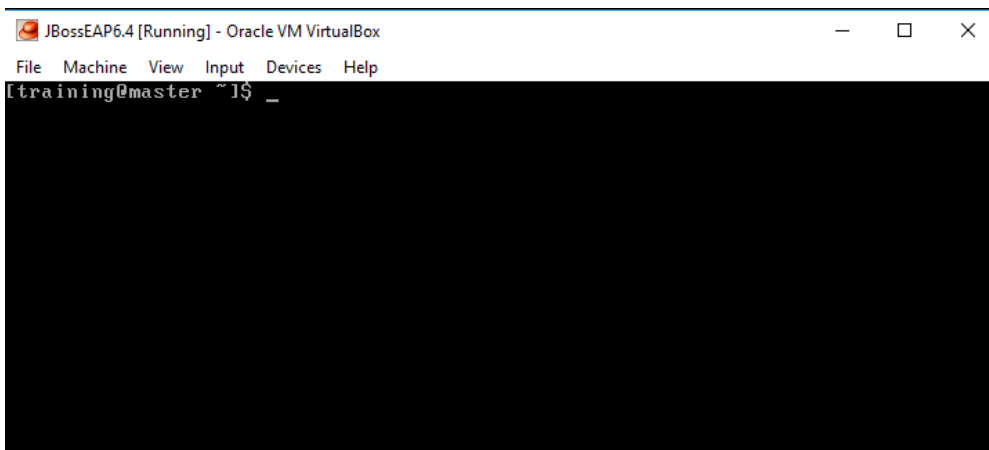 JBossEAP6.4 [Running] - Oracle VM VirtualBox
File Machine View Input Devices Help
[training@master ~]$ _